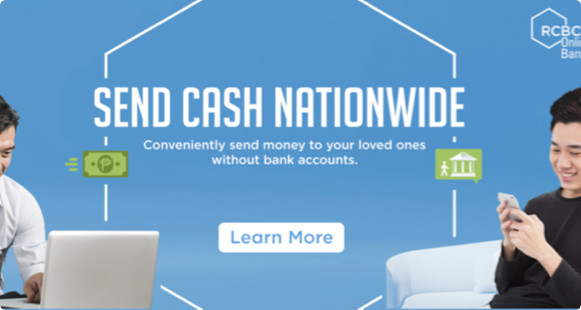 RCBC
SEND CASH NATIONWIDE
Conveniently send money to your loved ones
without bank accounts.
Learn More